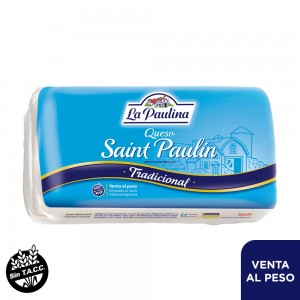 La Paulina
Queso
Saint Paulin
Tradicional
Venta al peso
Sin T.A.C.C.
VENTA
AL PESO